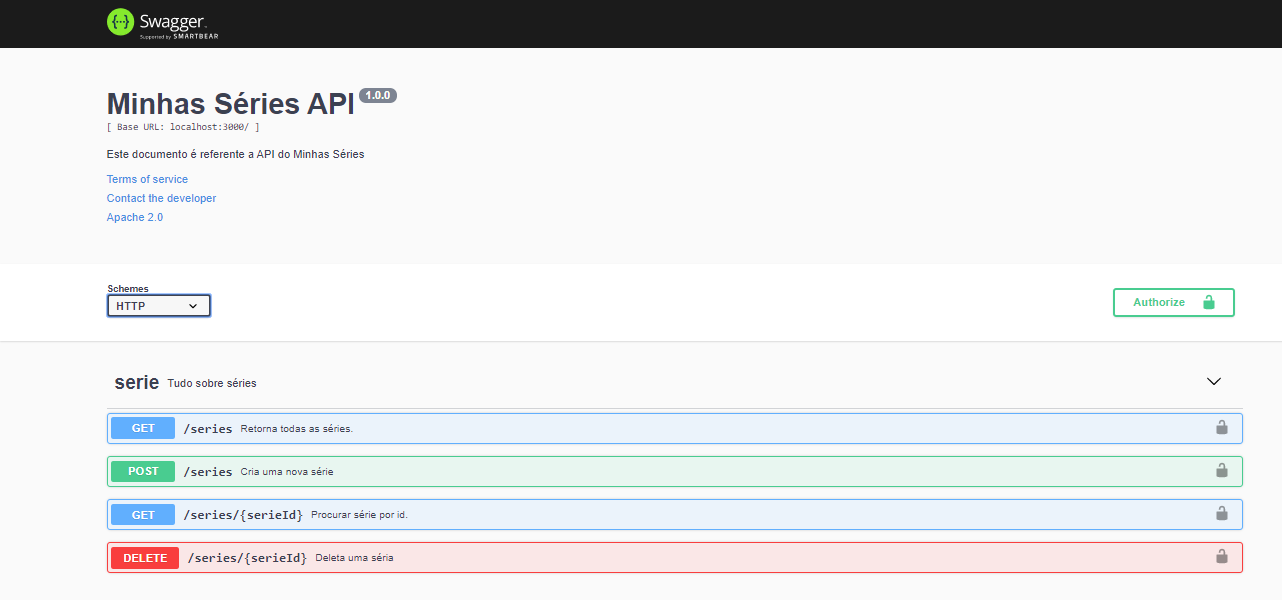 Swagger.
Supported by SMARTBEAR
Minhas Séries API 1.0.0
[ Base URL: localhost:3000/ ]
Este documento é referente a API do Minhas Séries
Terms of service
Contact the developer
Apache 2.0
Schemes
HTTP
Authorize
serie Tudo sobre séries
GET /series Retorna todas as séries.
POST /series Cria uma nova série
GET /series/{serieId} Procurar série por id.
DELETE /series/{serieId} Deleta uma séria